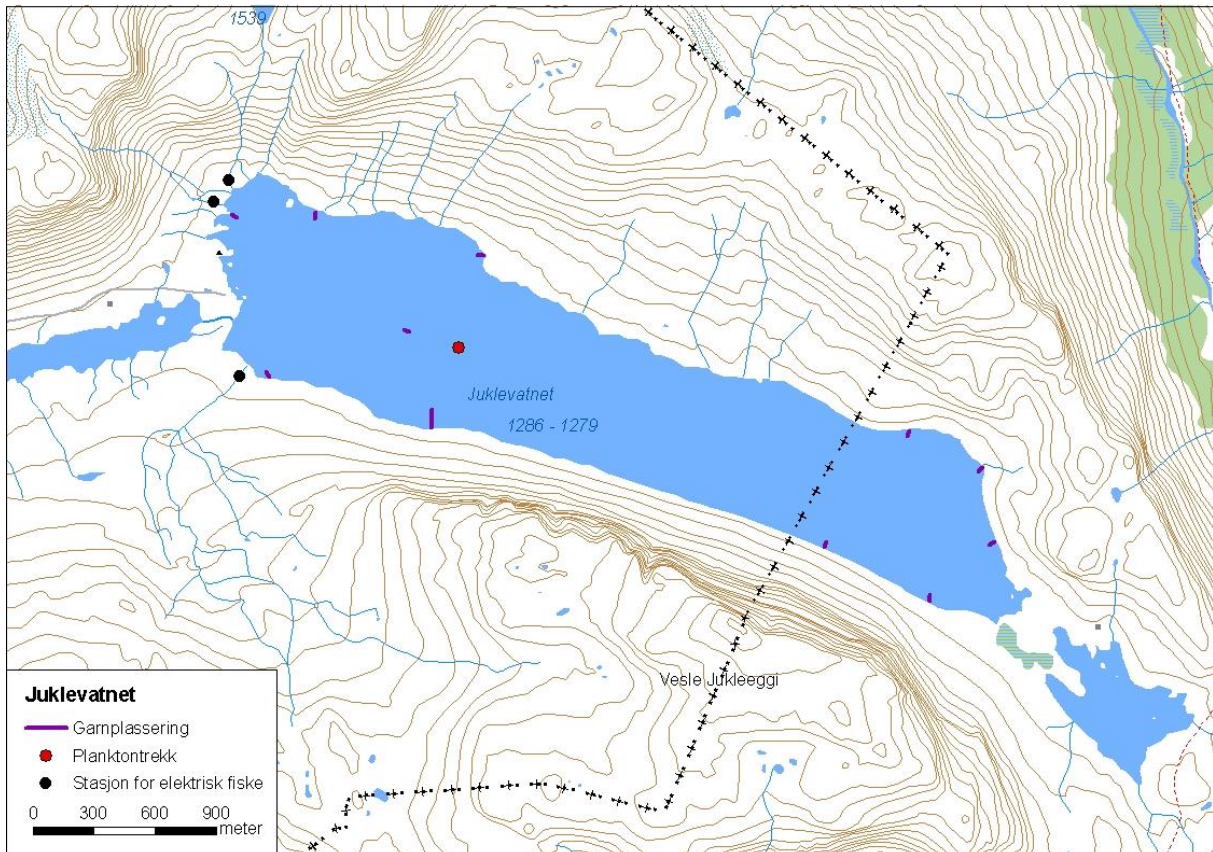 1539
Juklevatnet
1286 - 1279
Vesle Jukleeggi
Juklevatnet
Garnplassering
Planktontrekk
Stasjon for elektrisk fiske
0 300 600 900
meter